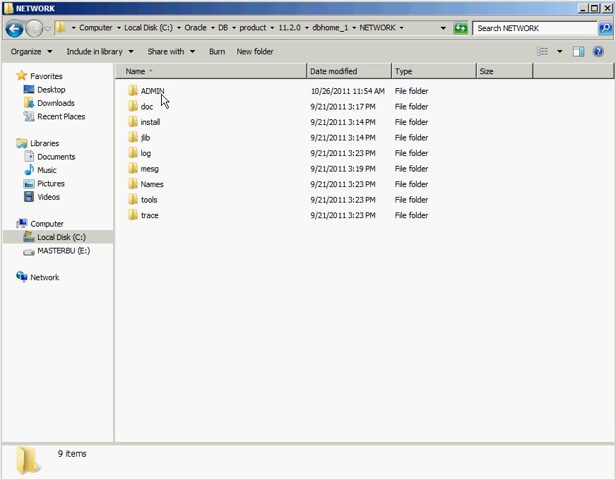 NETWORK
Computer ▸ Local Disk (C:) ▸ Oracle ▸ DB ▸ product ▸ 11.2.0 ▸ dbhome_1 ▸ NETWORK ▸
Search NETWORK
Organize Include in library Share with Burn New folder
Favorites
Desktop
Downloads
Recent Places
Libraries
Documents
Music
Pictures
Videos
Computer
Local Disk (C:)
MASTERBU (E:)
Network
Name Date modified Type Size
ADMIN 10/26/2011 11:54 AM File folder
doc 9/21/2011 3:17 PM File folder
install 9/21/2011 3:14 PM File folder
jlib 9/21/2011 3:14 PM File folder
log 9/21/2011 3:23 PM File folder
mesg 9/21/2011 3:19 PM File folder
Names 9/21/2011 3:23 PM File folder
tools 9/21/2011 3:23 PM File folder
trace 9/21/2011 3:23 PM File folder
9 items